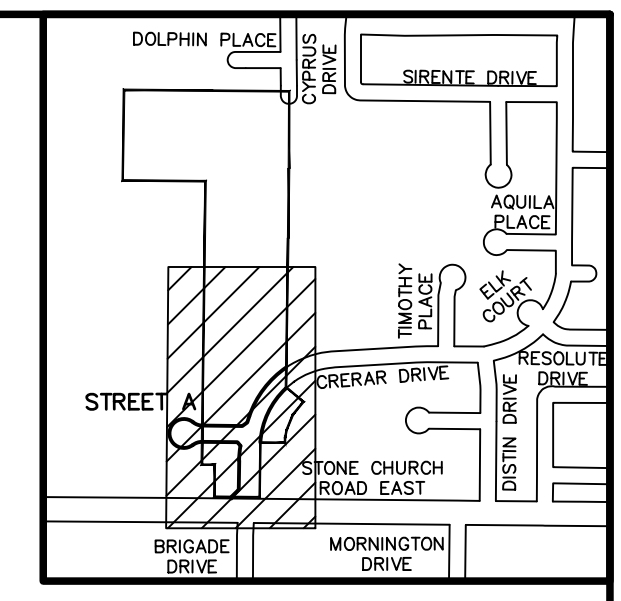 DOLPHIN PLACE
CYPRUS
DRIVE
SIRENTE DRIVE
AQUILA
PLACE
TIMOTHY
PLACE
ELK
COURT
RESOLUTE
DRIVE
CRERAR DRIVE
STREET A
DISTIN DRIVE
STONE CHURCH
ROAD EAST
BRIGADE
DRIVE
MORNINGTON
DRIVE